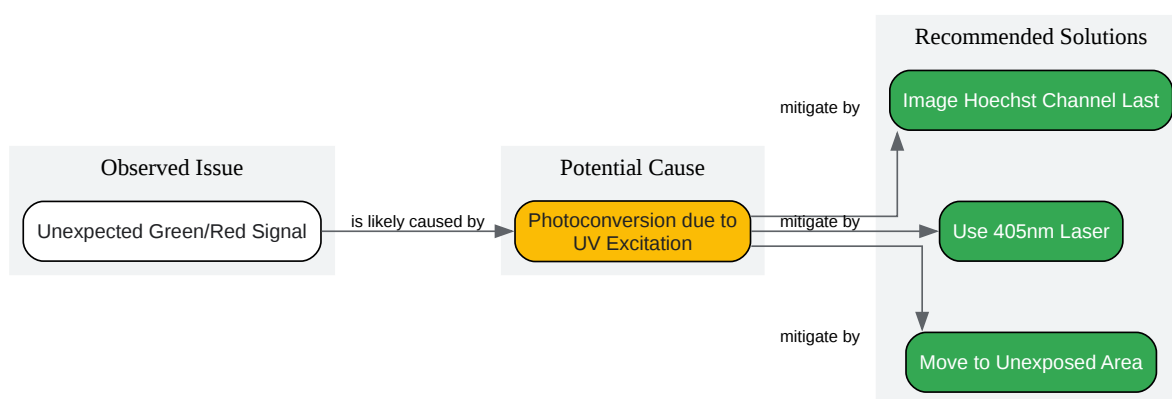 Recommended Solutions
mitigate by
Image Hoechst Channel Last
Observed Issue
Unexpected Green/Red Signal
is likely caused by
Potential Cause
Photoconversion due to
UV Excitation
mitigate by
Use 405nm Laser
mitigate by
Move to Unexposed Area